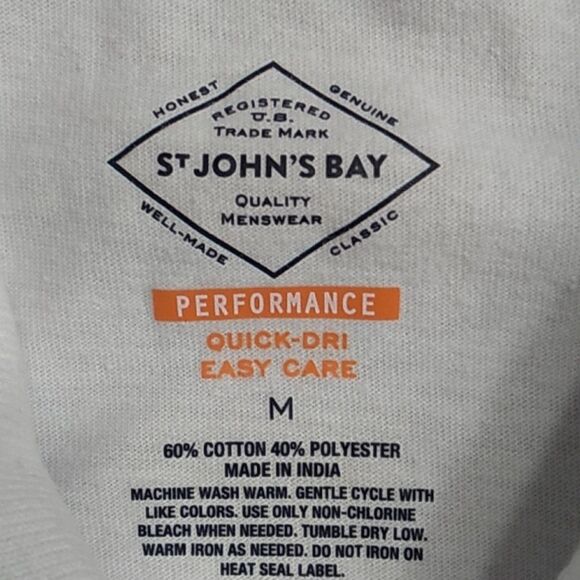 HONEST
GENUINE
REGISTERED
U.S.
TRADE MARK
ST JOHN'S BAY
QUALITY
MENSWEAR
WELL-MADE
CLASSIC
PERFORMANCE
QUICK-DRI
EASY CARE
M
60% COTTON 40% POLYESTER
MADE IN INDIA
MACHINE WASH WARM. GENTLE CYCLE WITH
LIKE COLORS. USE ONLY NON-CHLORINE
BLEACH WHEN NEEDED. TUMBLE DRY LOW.
WARM IRON AS NEEDED. DO NOT IRON ON
HEAT SEAL LABEL.